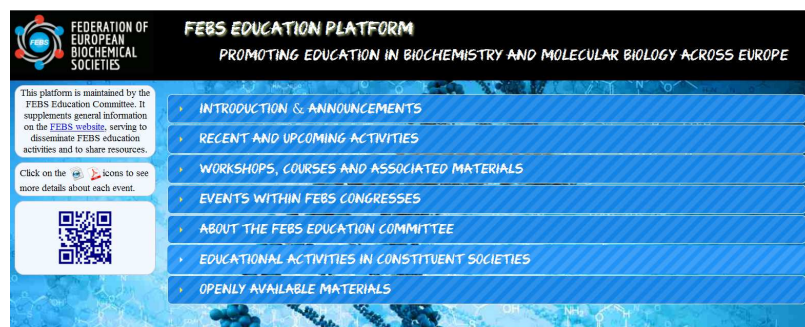 FEBS
FEDERATION OF
EUROPEAN
BIOCHEMICAL
SOCIETIES
FEBS EDUCATION PLATFORM
PROMOTING EDUCATION IN BIOCHEMISTRY AND MOLECULAR BIOLOGY ACROSS EUROPE
This platform is maintained by the
FEBS Education Committee. It
supplements general information
on the FEBS website, serving to
disseminate FEBS education
activities and to share resources.
Click on the icons to see
more details about each event.
INTRODUCTION & ANNOUNCEMENTS
RECENT AND UPCOMING ACTIVITIES
WORKSHOPS, COURSES AND ASSOCIATED MATERIALS
EVENTS WITHIN FEBS CONGRESSES
ABOUT THE FEBS EDUCATION COMMITTEE
EDUCATIONAL ACTIVITIES IN CONSTITUENT SOCIETIES
OPENLY AVAILABLE MATERIALS
OH